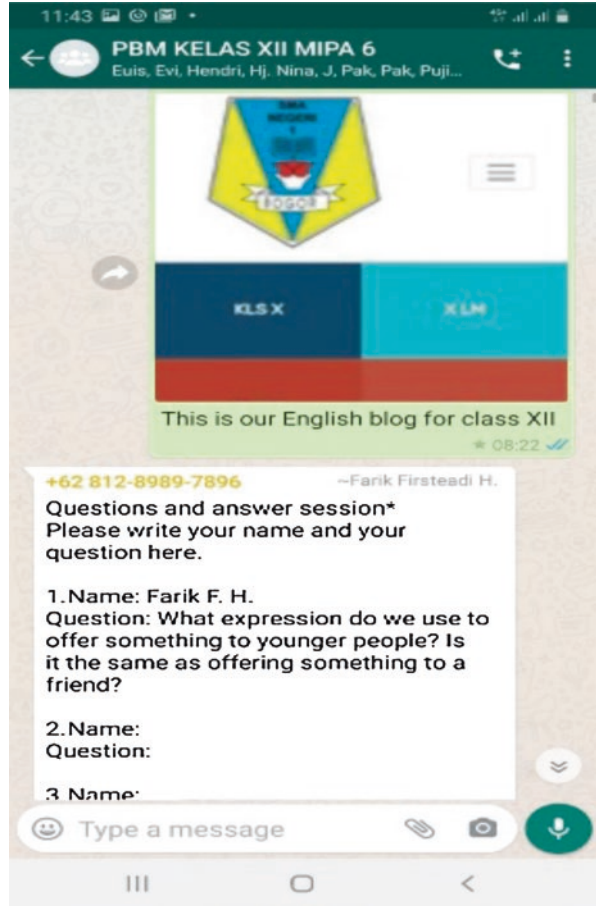 11:43
PBM KELAS XII MIPA 6
Euis, Evi, Hendri, Hj. Nina, J, Pak, Pak, Puji...
SMA
NEGERI
1
BOGOR
KLS X
X LM
This is our English blog for class XII
08:22
+62 812-8989-7896 ~Farik Firsteadi H.
Questions and answer session*
Please write your name and your
question here.
1.Name: Farik F. H.
Question: What expression do we use to
offer something to younger people? Is
it the same as offering something to a
friend?
2.Name:
Question:
3 Name:
Type a message